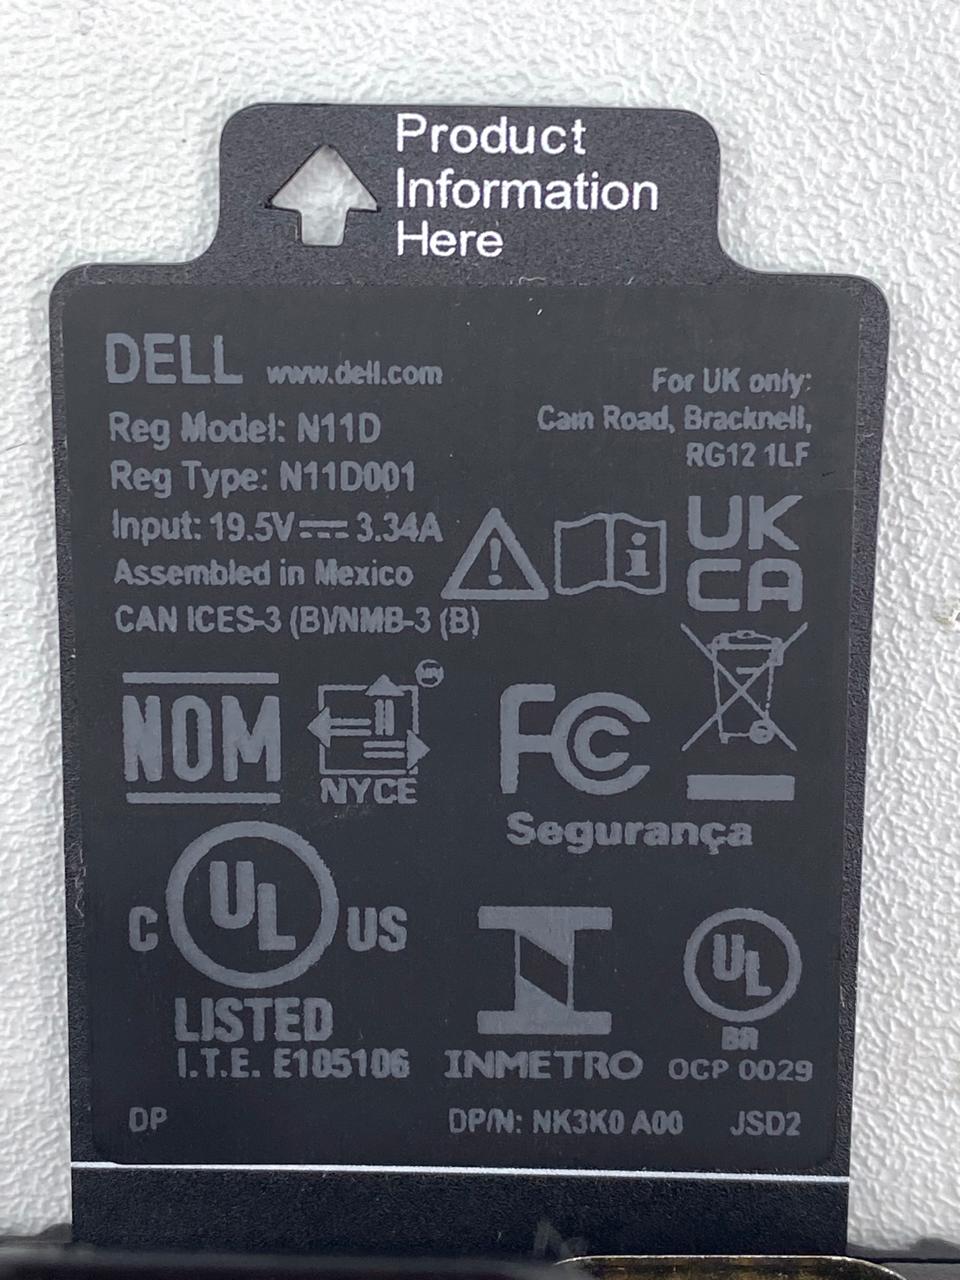 Product
Information
Here
DELL www.dell.com
For UK only:
Cain Road, Bracknell,
RG12 1LF
Reg Model: N11D
Reg Type: N11D001
Input: 19.5V⎓3.34A
Assembled in Mexico
CAN ICES-3 (B)/NMB-3 (B)
UK
CA
NOM
NYCE
FC
Segurança
C UL US
LISTED
I.T.E. E105106
INMETRO
UL
BR
OCP 0029
DP
DP/N: NK3K0 A00
JSD2